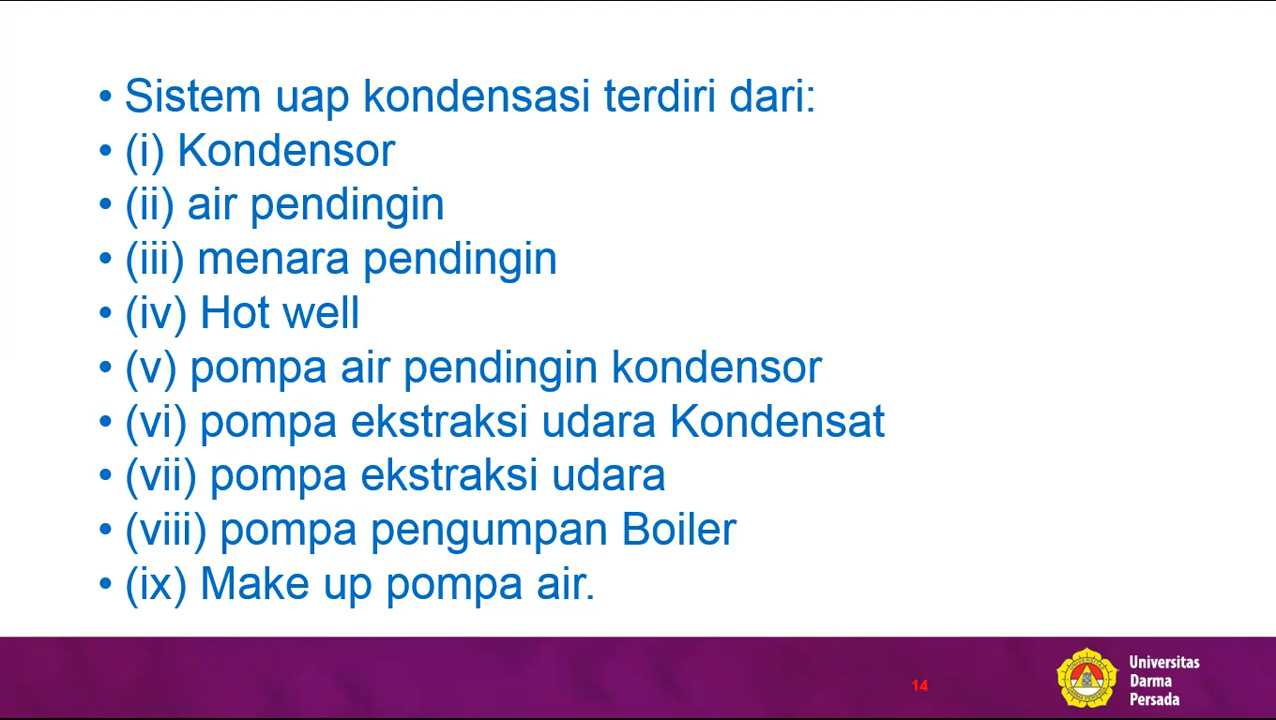 • Sistem uap kondensasi terdiri dari:
• (i) Kondensor
• (ii) air pendingin
• (iii) menara pendingin
• (iv) Hot well
• (v) pompa air pendingin kondensor
• (vi) pompa ekstraksi udara Kondensat
• (vii) pompa ekstraksi udara
• (viii) pompa pengumpan Boiler
• (ix) Make up pompa air.
14
Universitas
Darma
Persada